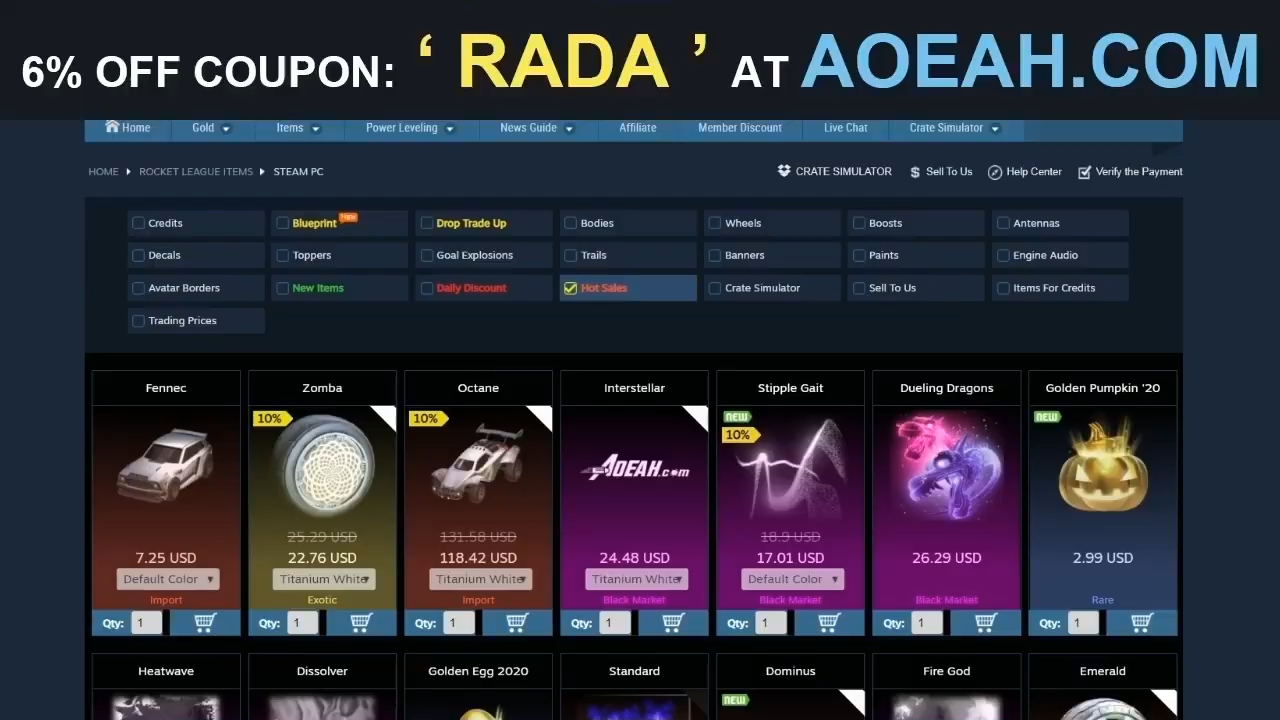 6% OFF COUPON: ‘ RADA ’ AT AOEAH.COM
Home Gold Items Power Leveling News Guide Affiliate Member Discount Live Chat Crate Simulator
HOME ROCKET LEAGUE ITEMS STEAM PC CRATE SIMULATOR $ Sell To Us Help Center Verify the Payment
Credits Blueprint New Drop Trade Up Bodies Wheels Boosts Antennas
Decals Toppers Goal Explosions Trails Banners Paints Engine Audio
Avatar Borders New Items Daily Discount Hot Sales Crate Simulator Sell To Us Items For Credits
Trading Prices
Fennec Zomba Octane Interstellar Stipple Gait Dueling Dragons Golden Pumpkin '20
10% 10% NEW NEW
10%
AOEAH.com
25.29 USD 131.58 USD 18.9 USD
7.25 USD 22.76 USD 118.42 USD 24.48 USD 17.01 USD 26.29 USD 2.99 USD
Default Color Titanium White Titanium White Titanium White Default Color
Import Exotic Import Black Market Black Market Black Market Rare
Qty: 1 Qty: 1 Qty: 1 Qty: 1 Qty: 1 Qty: 1 Qty: 1
Heatwave Dissolver Golden Egg 2020 Standard Dominus Fire God Emerald
NEW